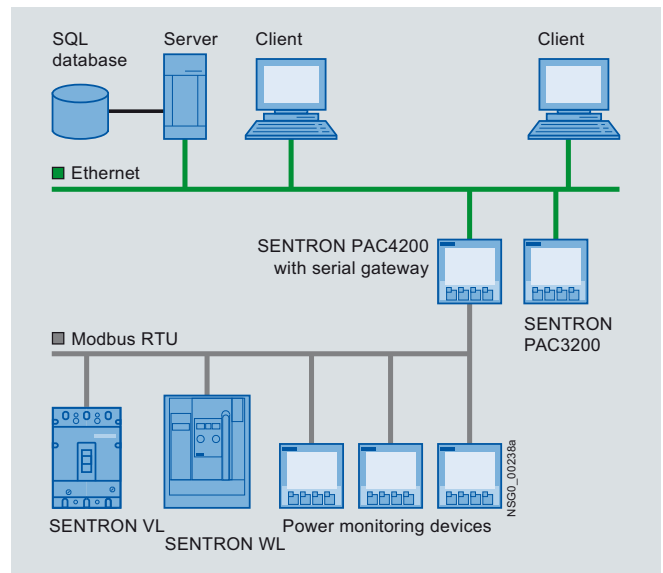 SQL
database
Server
Client
Client
Ethernet
SENTRON PAC4200
with serial gateway
SENTRON
PAC3200
Modbus RTU
SENTRON VL
SENTRON WL
Power monitoring devices
NSG0_00238a